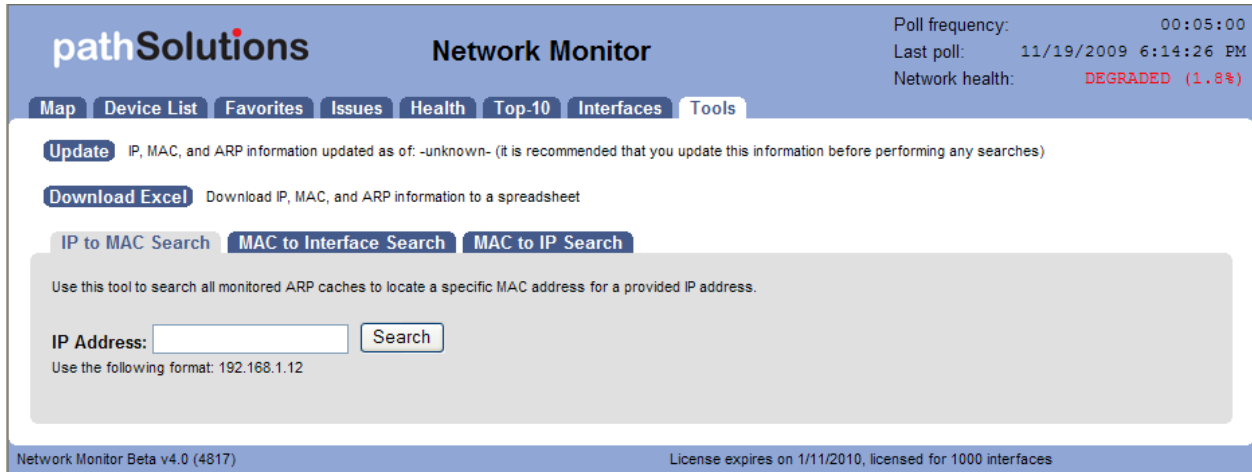 pathSolutions
Network Monitor
Poll frequency: 00:05:00
Last poll: 11/19/2009 6:14:26 PM
Network health: DEGRADED (1.8%)
Map Device List Favorites Issues Health Top-10 Interfaces Tools
Update IP, MAC, and ARP information updated as of: -unknown- (it is recommended that you update this information before performing any searches)
Download Excel Download IP, MAC, and ARP information to a spreadsheet
IP to MAC Search MAC to Interface Search MAC to IP Search
Use this tool to search all monitored ARP caches to locate a specific MAC address for a provided IP address.
IP Address: Search
Use the following format: 192.168.1.12
Network Monitor Beta v4.0 (4817) License expires on 1/11/2010, licensed for 1000 interfaces